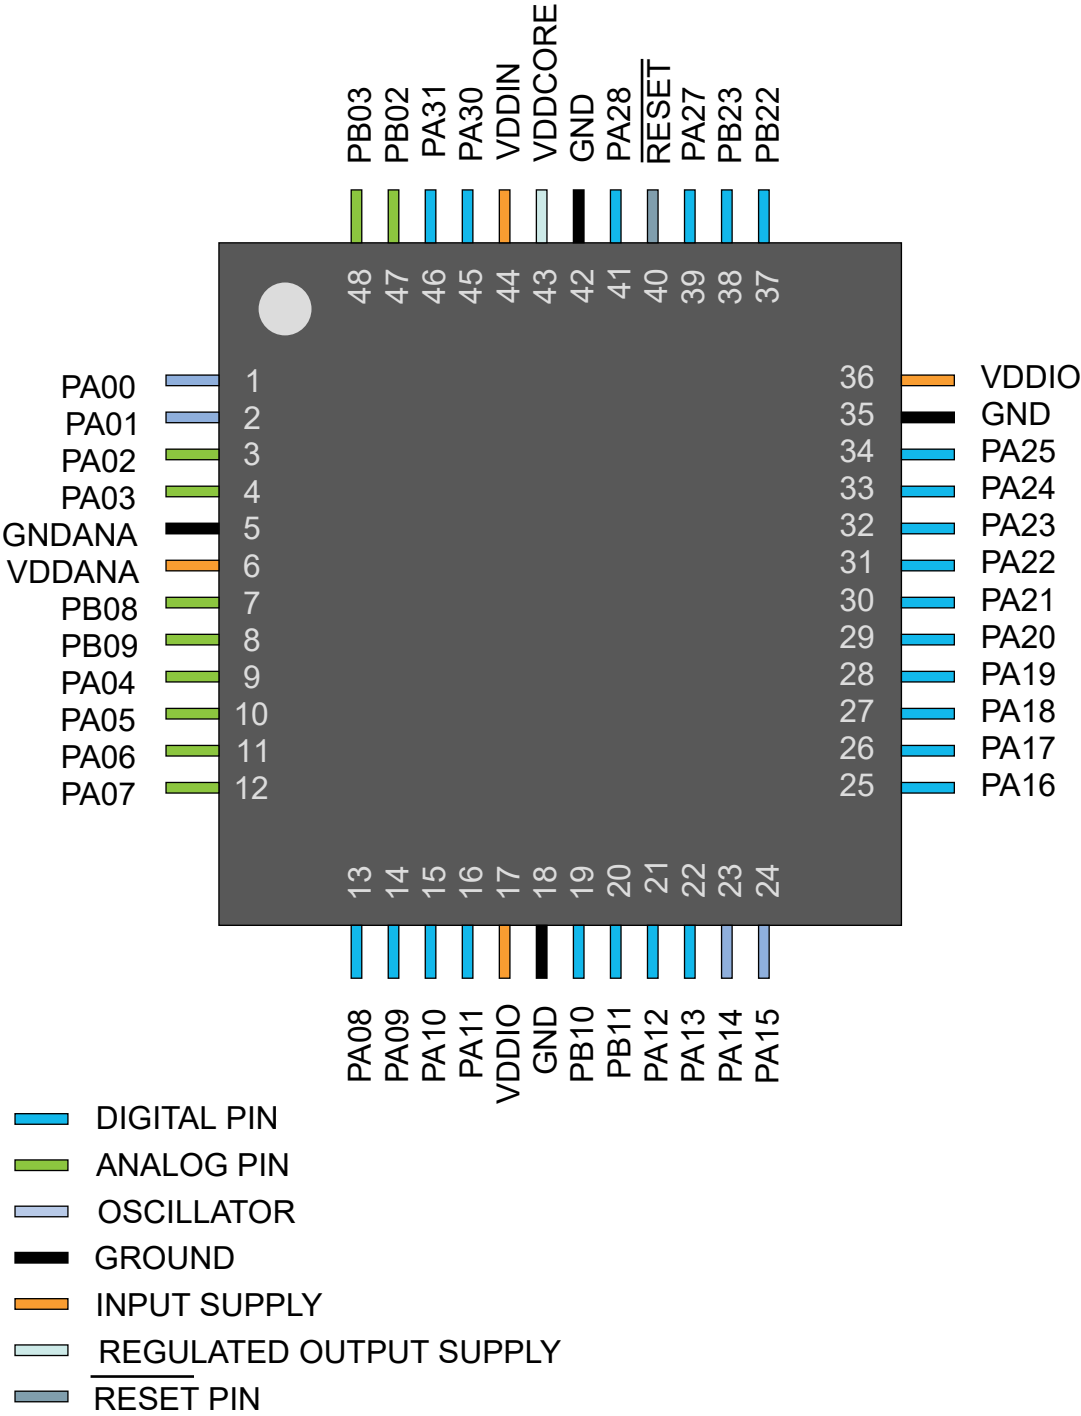 PB03 PB02 PA31 PA30 VDDIN VDDCORE GND PA28 RESET PA27 PB23 PB22
48 47 46 45 44 43 42 41 40 39 38 37
PA00 1 36 VDDIO
PA01 2 35 GND
PA02 3 34 PA25
PA03 4 33 PA24
GNDANA 5 32 PA23
VDDANA 6 31 PA22
PB08 7 30 PA21
PB09 8 29 PA20
PA04 9 28 PA19
PA05 10 27 PA18
PA06 11 26 PA17
PA07 12 25 PA16
13 14 15 16 17 18 19 20 21 22 23 24
PA08 PA09 PA10 PA11 VDDIO GND PB10 PB11 PA12 PA13 PA14 PA15
DIGITAL PIN
ANALOG PIN
OSCILLATOR
GROUND
INPUT SUPPLY
REGULATED OUTPUT SUPPLY
RESET PIN